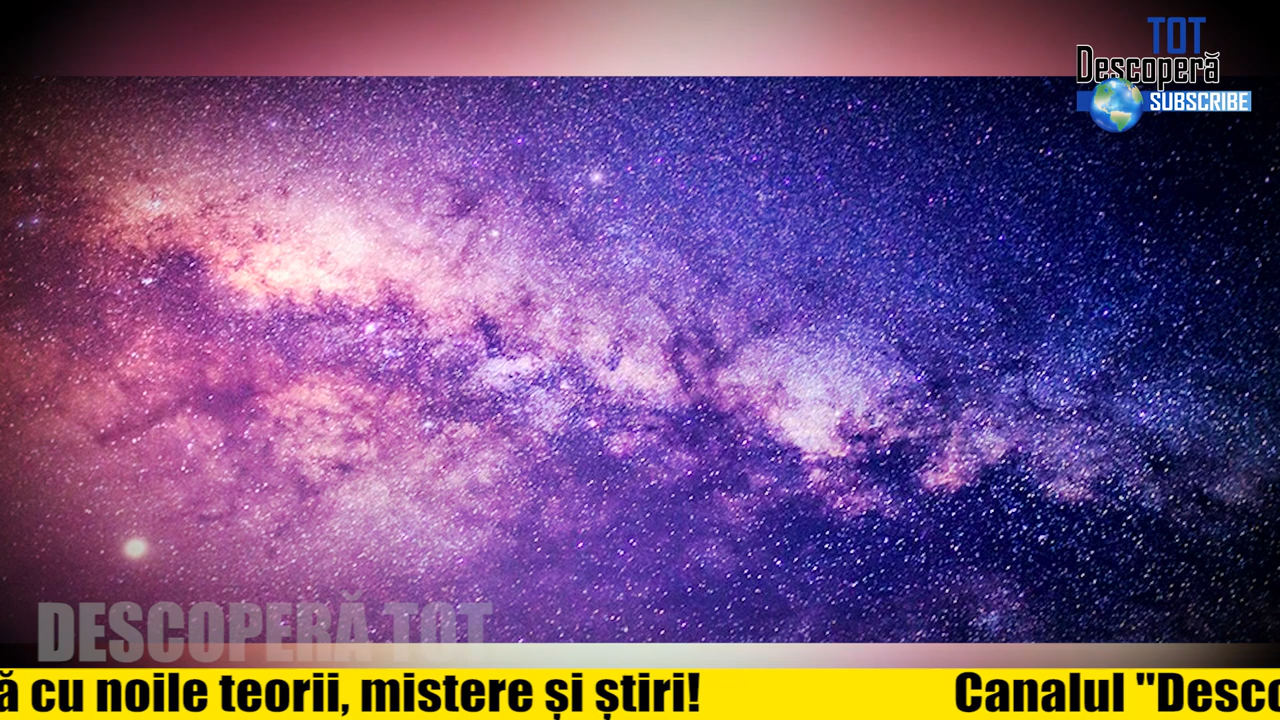 TOT
Descoperă
SUBSCRIBE
DESCOPERĂ TOT
ă cu noile teorii, mistere și știri! Canalul "Desco